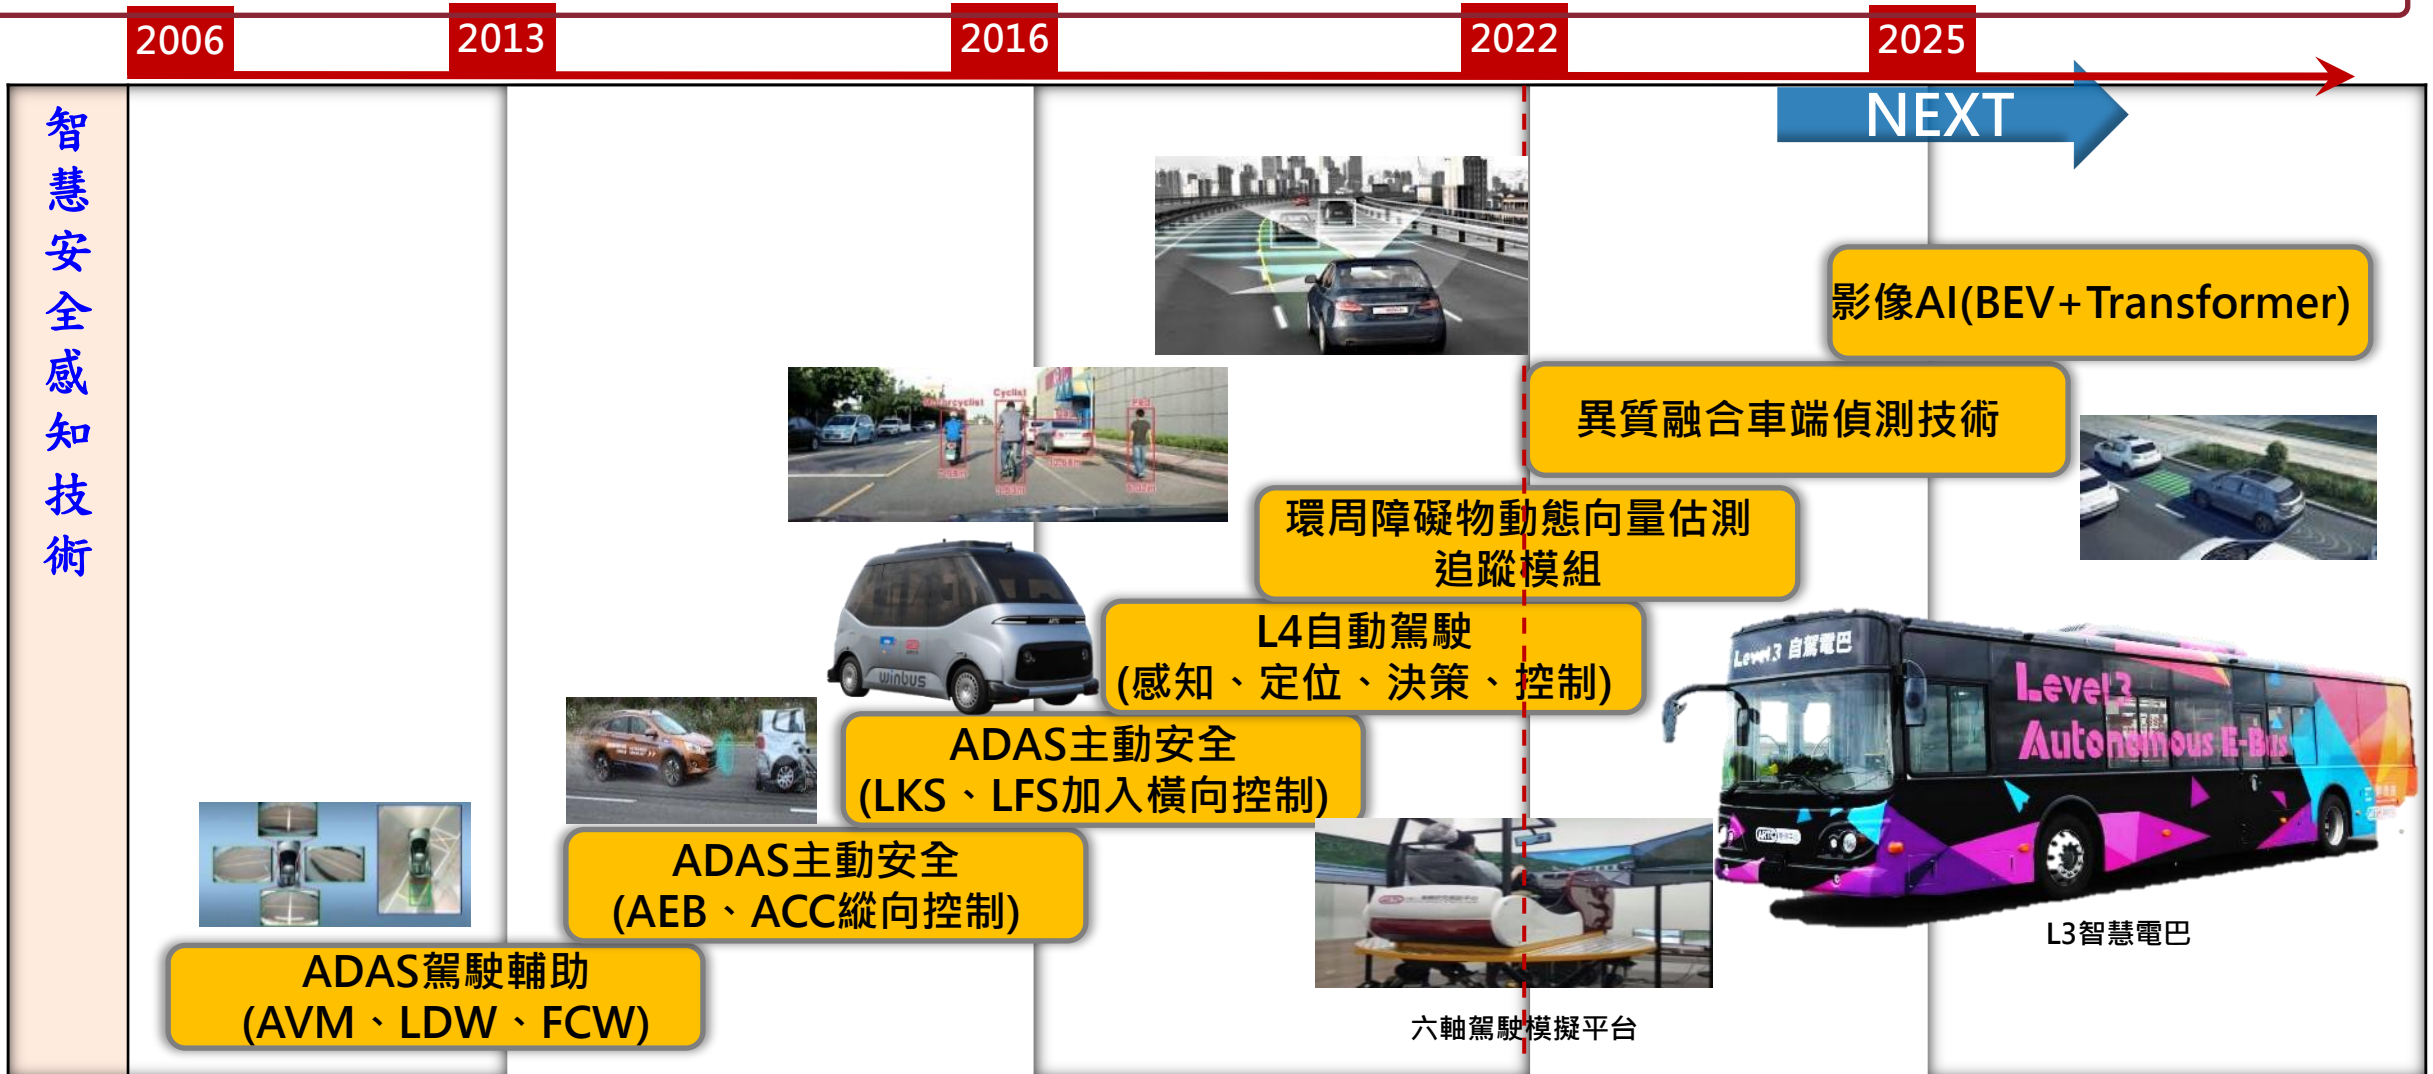 2006
2013
2016
2022
2025
NEXT
智慧安全感知技術
影像AI(BEV+Transformer)
異質融合車端偵測技術
Cyclist
環周障礙物動態向量估測
追蹤模組
L4自動駕駛
(感知、定位、決策、控制)
winbus
Level3 自駕電巴
Level3
Autonomous E-Bus
ADAS主動安全
(LKS、LFS加入橫向控制)
ADAS主動安全
(AEB、ACC縱向控制)
L3智慧電巴
ADAS駕駛輔助
(AVM、LDW、FCW)
六軸駕駛模擬平台